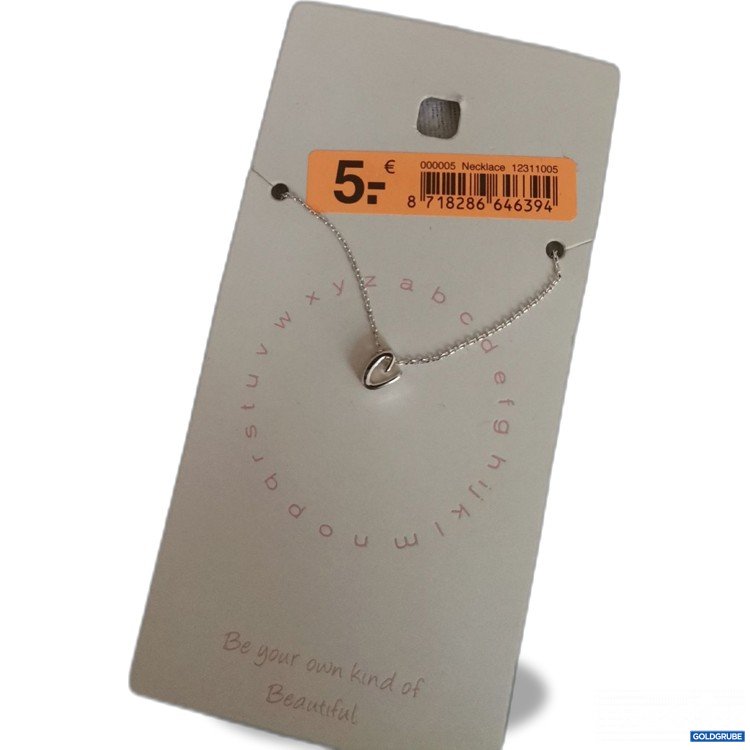 5.- €
000005 Necklace 12311005
8 718286 646394
a b c d e f g h i j k l m n o p q r s t u v w x y z
Be your own kind of
Beautiful
GOLDGRUBE